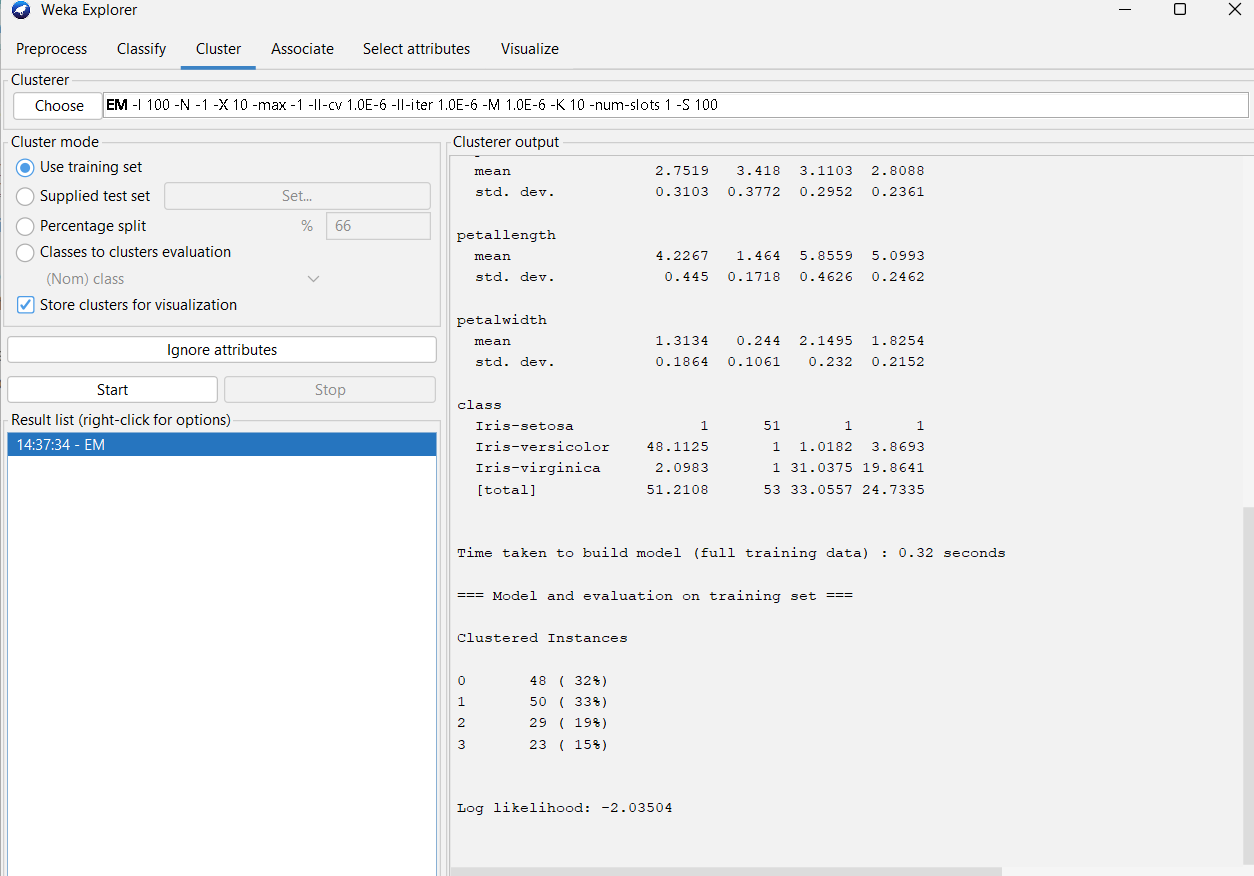 Weka Explorer
Preprocess Classify Cluster Associate Select attributes Visualize
Clusterer
Choose EM -I 100 -N -1 -X 10 -max -1 -ll-cv 1.0E-6 -ll-iter 1.0E-6 -M 1.0E-6 -K 10 -num-slots 1 -S 100
Cluster mode
Use training set
Supplied test set Set...
Percentage split % 66
Classes to clusters evaluation
(Nom) class
Store clusters for visualization
Ignore attributes
Start Stop
Result list (right-click for options)
14:37:34 - EM
Clusterer output
mean 2.7519 3.418 3.1103 2.8088
std. dev. 0.3103 0.3772 0.2952 0.2361
petallength
mean 4.2267 1.464 5.8559 5.0993
std. dev. 0.445 0.1718 0.4626 0.2462
petalwidth
mean 1.3134 0.244 2.1495 1.8254
std. dev. 0.1864 0.1061 0.232 0.2152
class
Iris-setosa 1 51 1 1
Iris-versicolor 48.1125 1 1.0182 3.8693
Iris-virginica 2.0983 1 31.0375 19.8641
[total] 51.2108 53 33.0557 24.7335
Time taken to build model (full training data) : 0.32 seconds
=== Model and evaluation on training set ===
Clustered Instances
0 48 ( 32%)
1 50 ( 33%)
2 29 ( 19%)
3 23 ( 15%)
Log likelihood: -2.03504